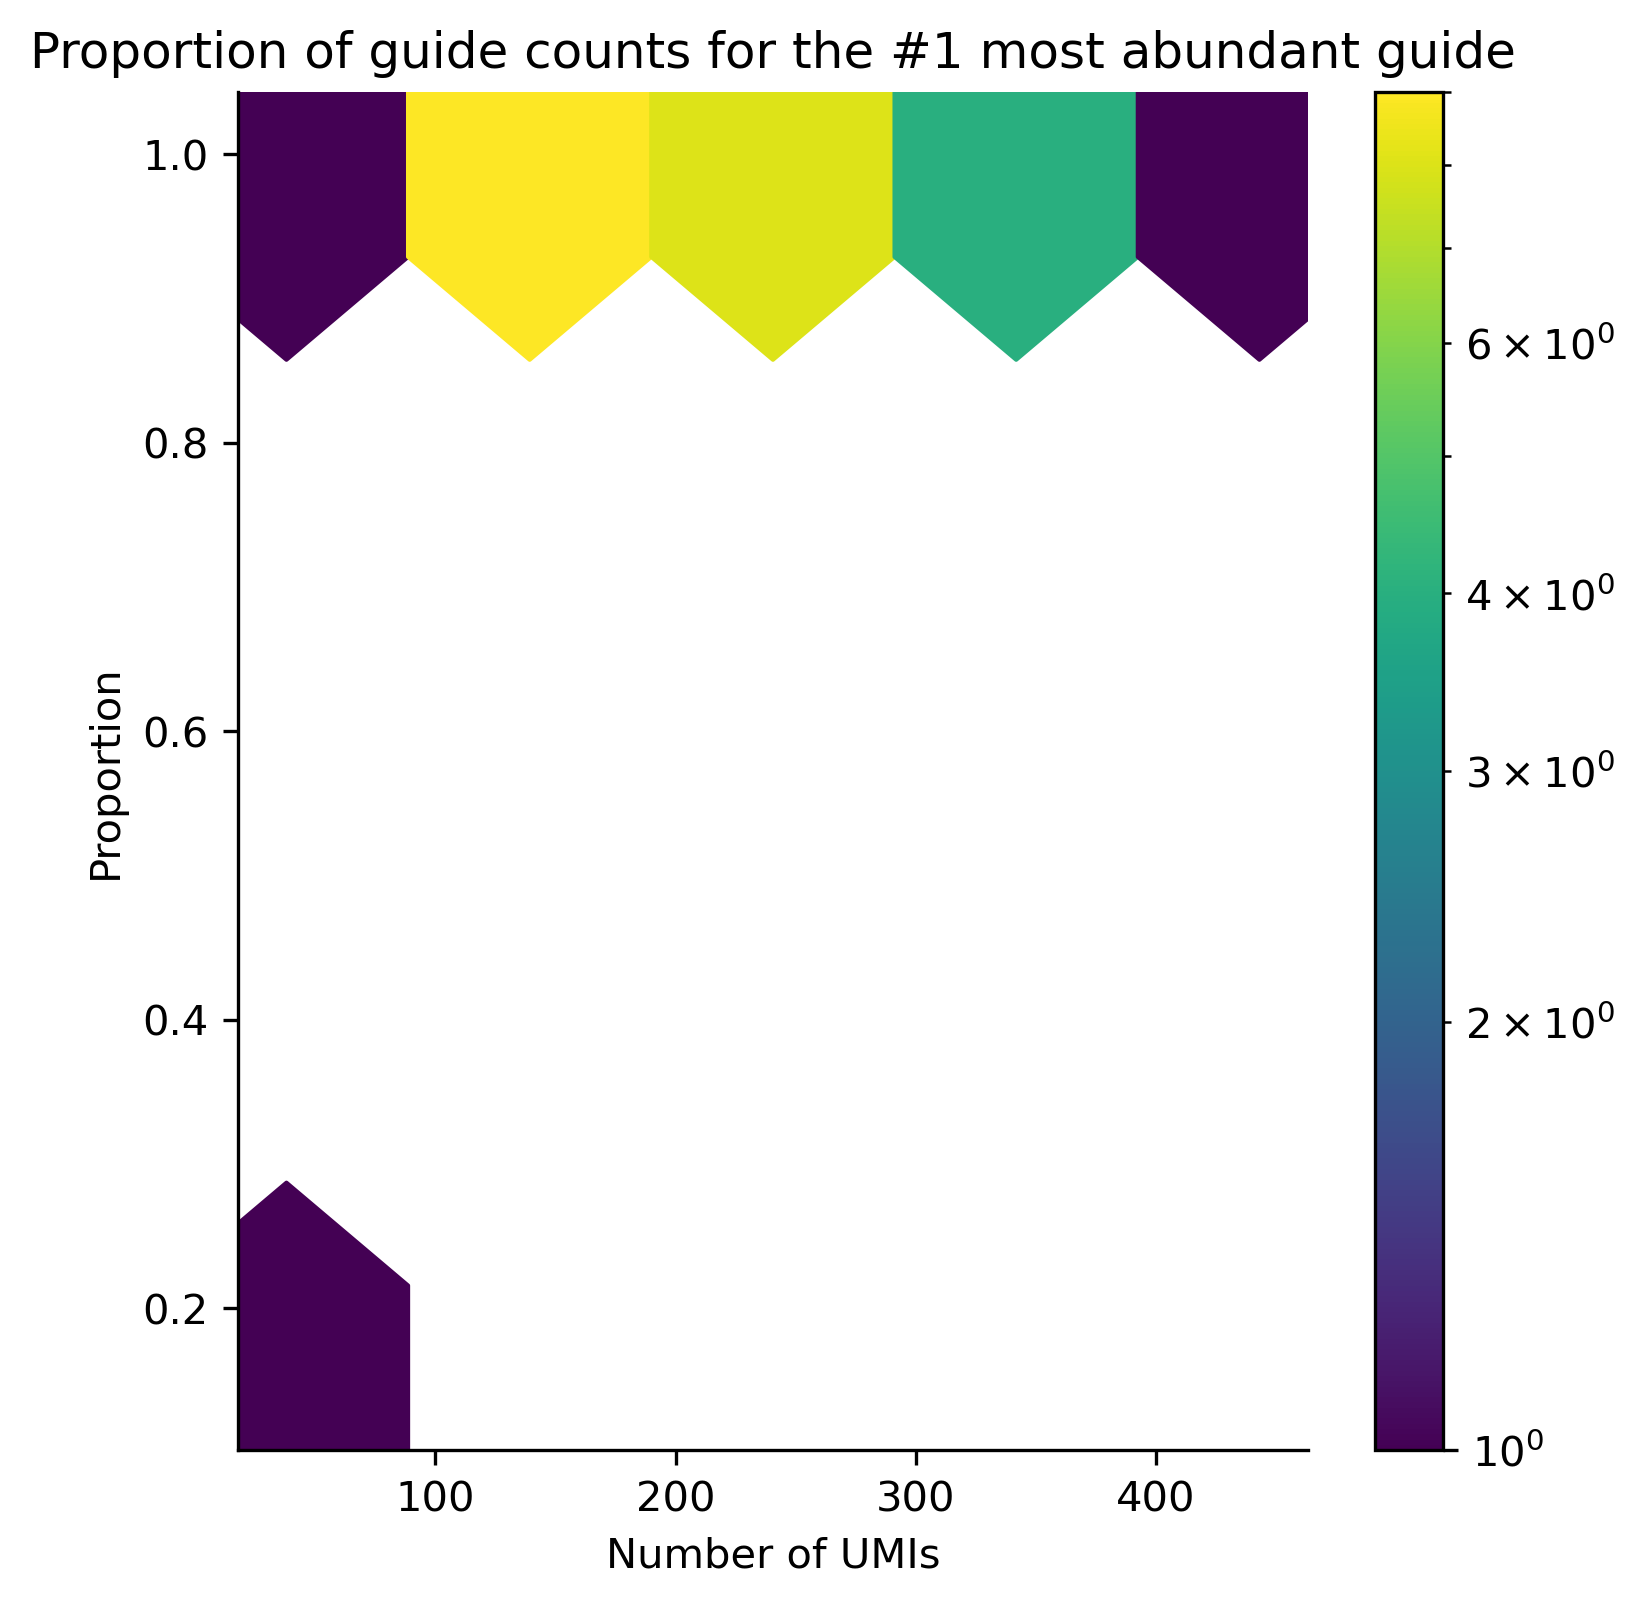 Proportion of guide counts for the #1 most abundant guide
1.0
0.8
0.6
0.4
0.2
Proportion
100
200
300
400
Number of UMIs
6 × 10⁰
4 × 10⁰
3 × 10⁰
2 × 10⁰
10⁰